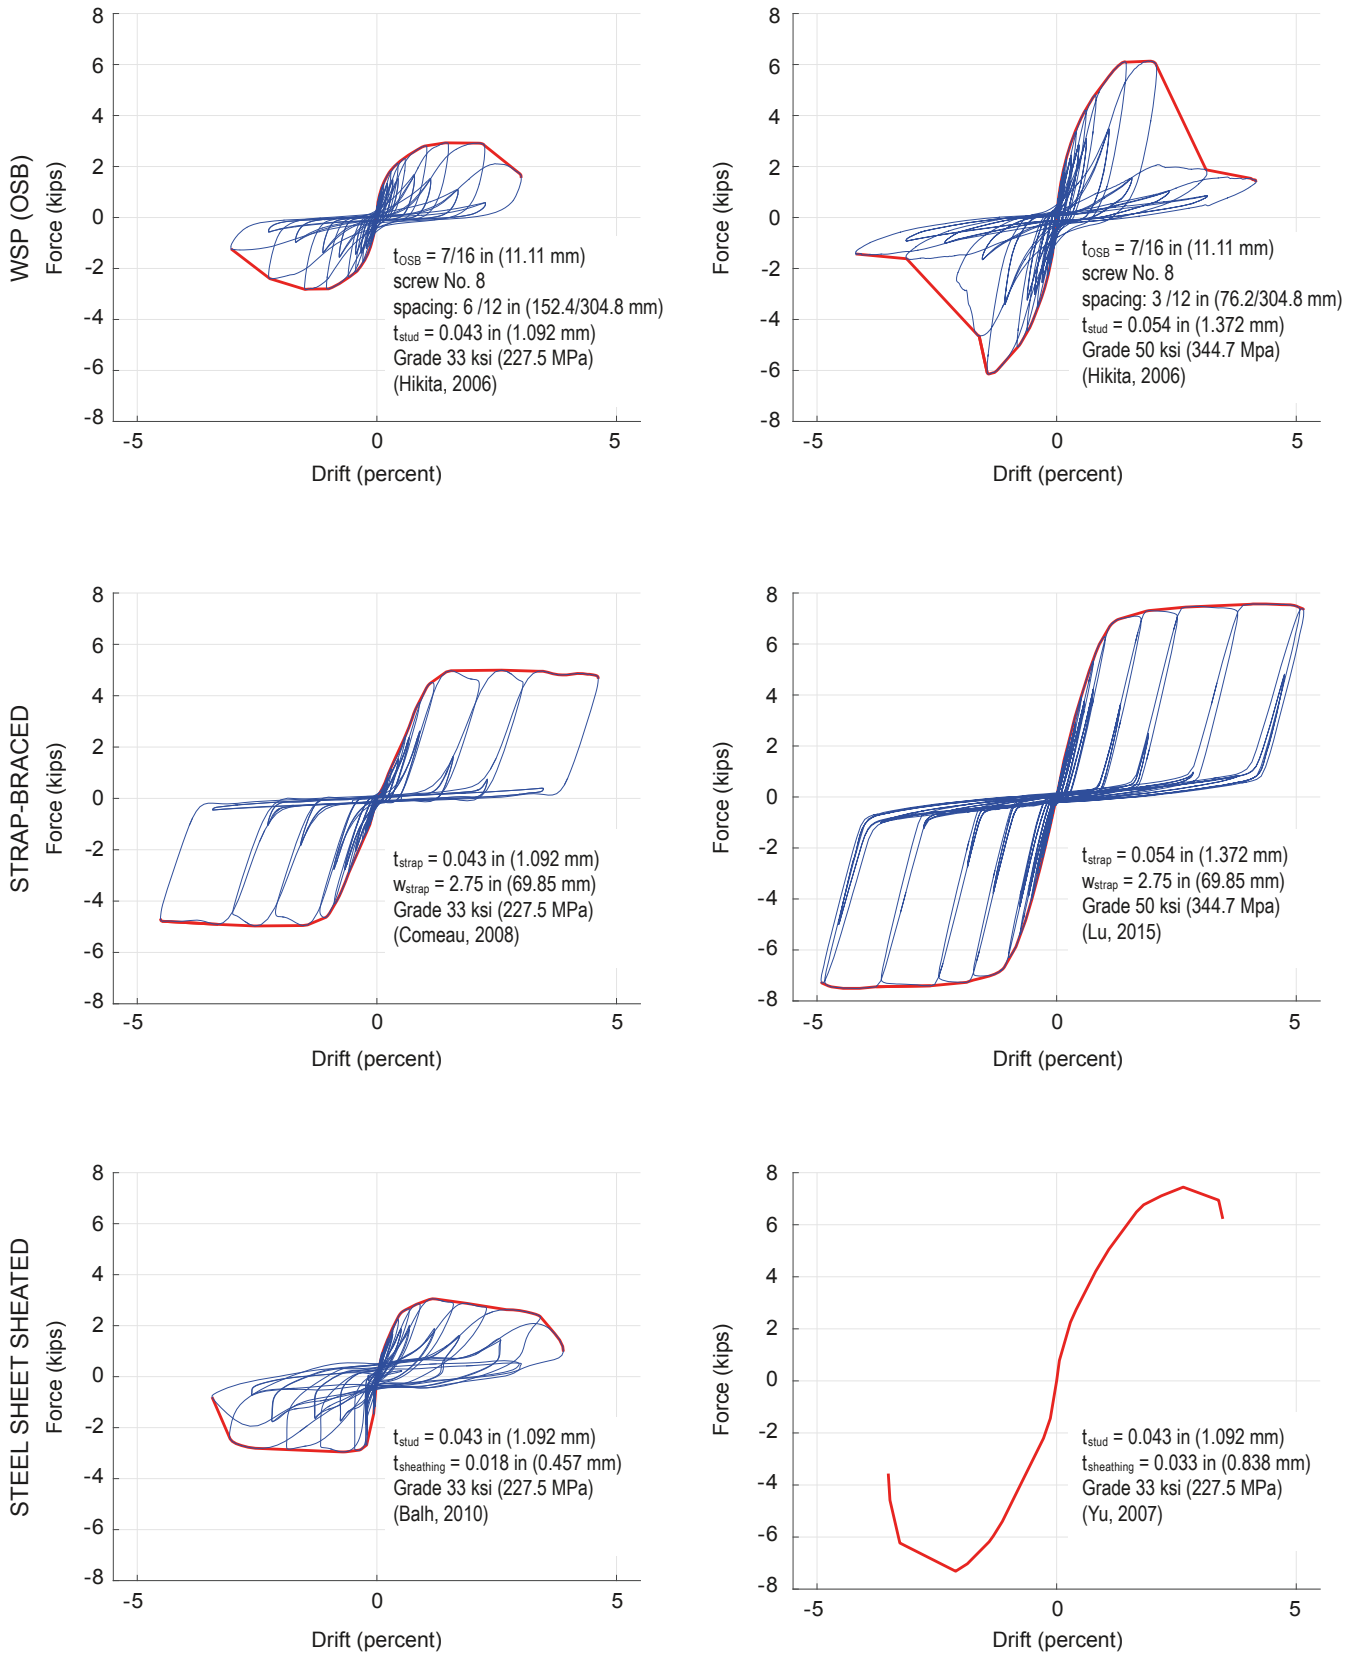 WSP (OSB)
Force (kips)
8
6
4
2
0
-2
-4
-6
-8
-5
0
5
Drift (percent)
tOSB = 7/16 in (11.11 mm)
screw No. 8
spacing: 6 /12 in (152.4/304.8 mm)
tstud = 0.043 in (1.092 mm)
Grade 33 ksi (227.5 MPa)
(Hikita, 2006)
Force (kips)
8
6
4
2
0
-2
-4
-6
-8
-5
0
5
Drift (percent)
tOSB = 7/16 in (11.11 mm)
screw No. 8
spacing: 3 /12 in (76.2/304.8 mm)
tstud = 0.054 in (1.372 mm)
Grade 50 ksi (344.7 Mpa)
(Hikita, 2006)
STRAP-BRACED
Force (kips)
8
6
4
2
0
-2
-4
-6
-8
-5
0
5
Drift (percent)
tstrap = 0.043 in (1.092 mm)
wstrap = 2.75 in (69.85 mm)
Grade 33 ksi (227.5 MPa)
(Comeau, 2008)
Force (kips)
8
6
4
2
0
-2
-4
-6
-8
-5
0
5
Drift (percent)
tstrap = 0.054 in (1.372 mm)
wstrap = 2.75 in (69.85 mm)
Grade 50 ksi (344.7 Mpa)
(Lu, 2015)
STEEL SHEET SHEATED
Force (kips)
8
6
4
2
0
-2
-4
-6
-8
-5
0
5
Drift (percent)
tstud = 0.043 in (1.092 mm)
tsheathing = 0.018 in (0.457 mm)
Grade 33 ksi (227.5 MPa)
(Balh, 2010)
Force (kips)
8
6
4
2
0
-2
-4
-6
-8
-5
0
5
Drift (percent)
tstud = 0.043 in (1.092 mm)
tsheathing = 0.033 in (0.838 mm)
Grade 33 ksi (227.5 MPa)
(Yu, 2007)